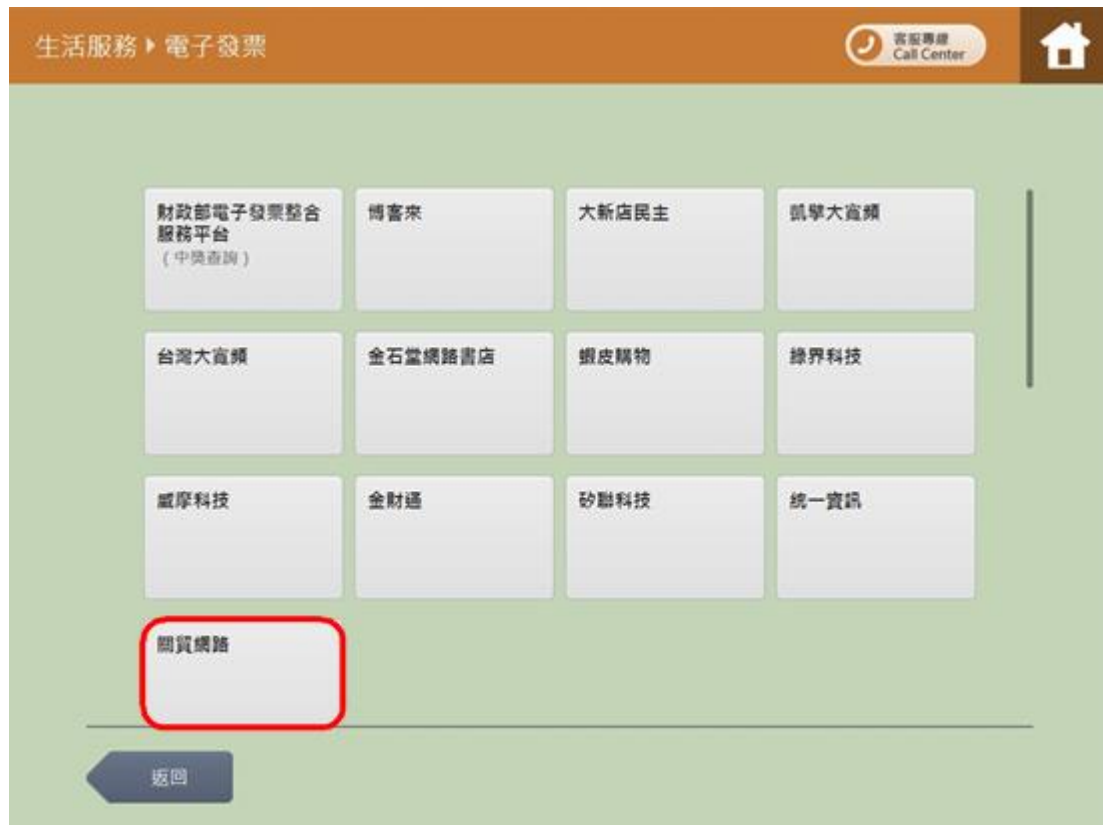 生活服務 ▸ 電子發票
客服專線
Call Center
財政部電子發票整合
服務平台
(中獎查詢)
博客來
大新店民主
凱擘大寬頻
台灣大寬頻
金石堂網路書店
蝦皮購物
綠界科技
威摩科技
金財通
矽聯科技
統一資訊
關貿網路
返回